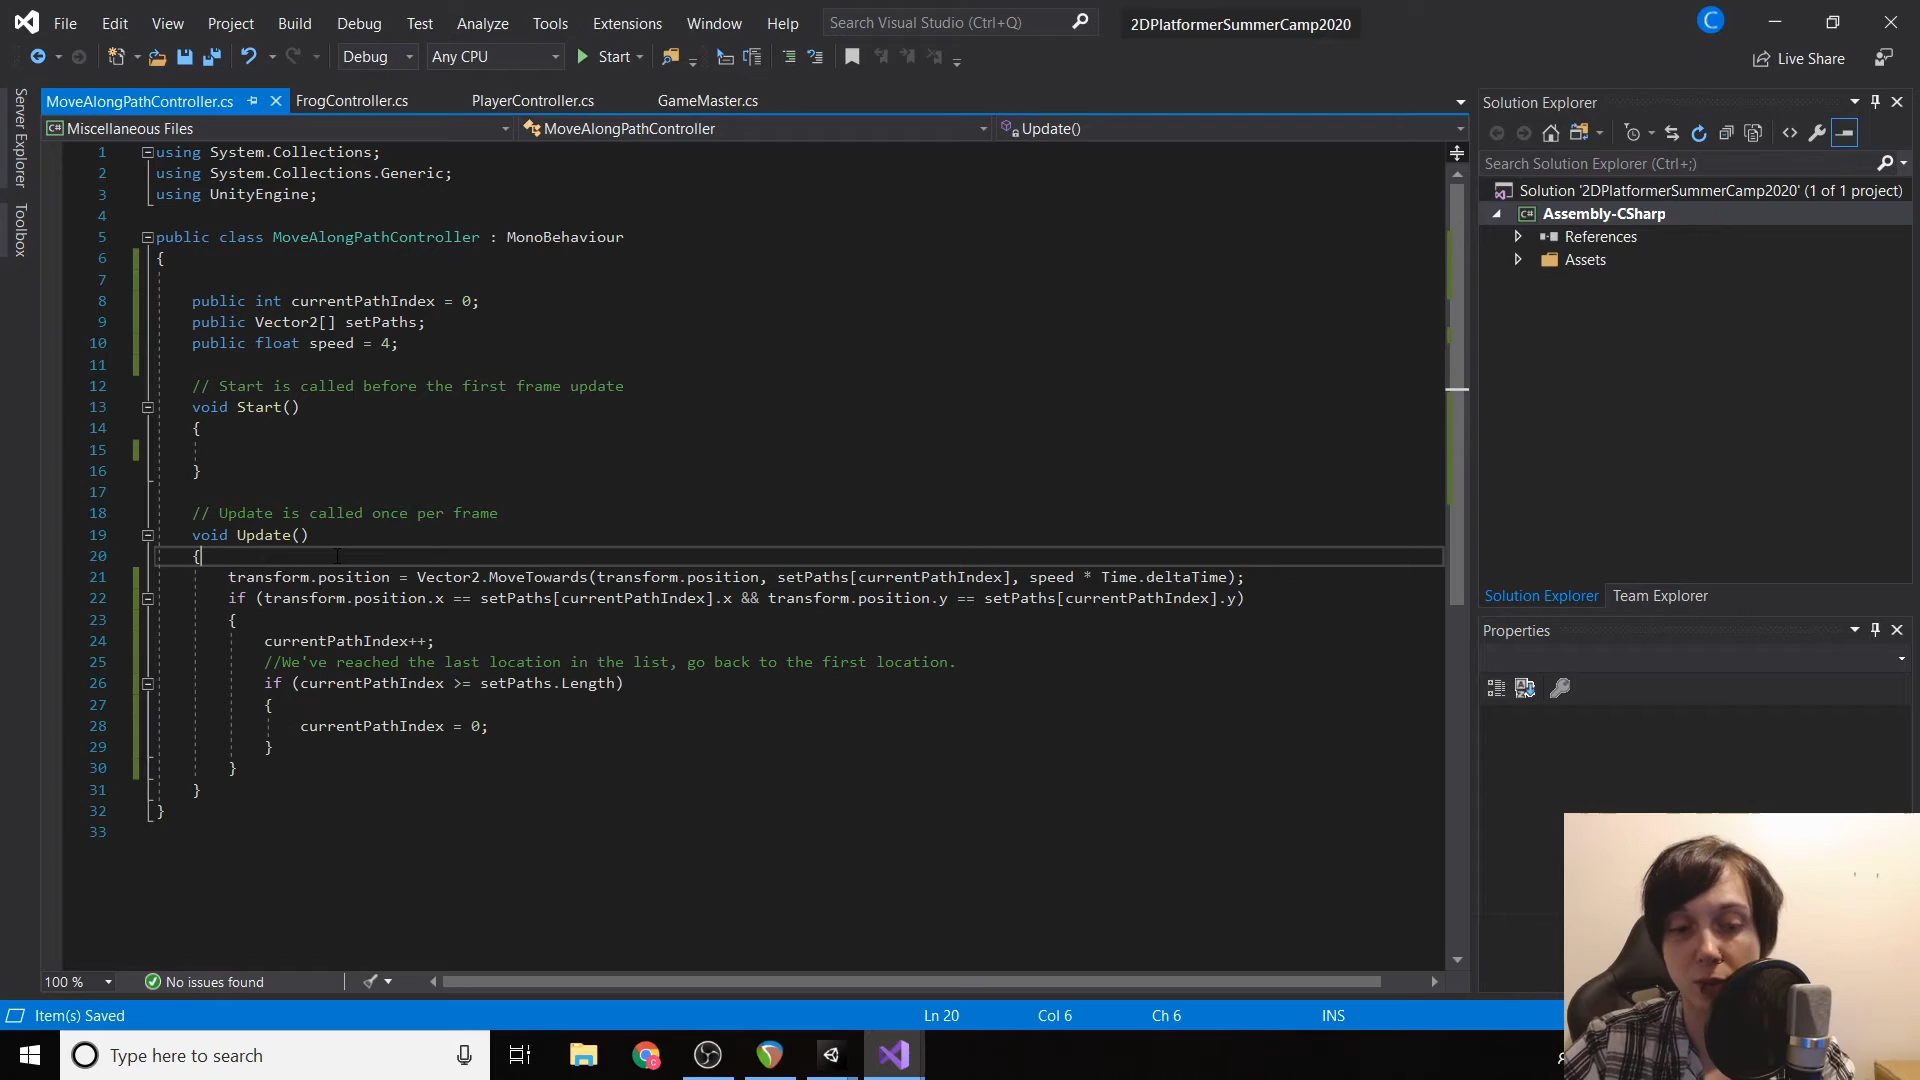 File Edit View Project Build Debug Test Analyze Tools Extensions Window Help Search Visual Studio (Ctrl+Q) 2DPlatformerSummerCamp2020 C
Debug Any CPU Start Live Share
Server Explorer
Toolbox
MoveAlongPathController.cs FrogController.cs PlayerController.cs GameMaster.cs
C# Miscellaneous Files MoveAlongPathController Update()
1 using System.Collections;
2 using System.Collections.Generic;
3 using UnityEngine;
4
5 public class MoveAlongPathController : MonoBehaviour
6 {
7
8 public int currentPathIndex = 0;
9 public Vector2[] setPaths;
10 public float speed = 4;
11
12 // Start is called before the first frame update
13 void Start()
14 {
15
16 }
17
18 // Update is called once per frame
19 void Update()
20 {
21 transform.position = Vector2.MoveTowards(transform.position, setPaths[currentPathIndex], speed * Time.deltaTime);
22 if (transform.position.x == setPaths[currentPathIndex].x && transform.position.y == setPaths[currentPathIndex].y)
23 {
24 currentPathIndex++;
25 //We've reached the last location in the list, go back to the first location.
26 if (currentPathIndex >= setPaths.Length)
27 {
28 currentPathIndex = 0;
29 }
30 }
31 }
32 }
33
100 % No issues found
Solution Explorer
Search Solution Explorer (Ctrl+;)
Solution '2DPlatformerSummerCamp2020' (1 of 1 project)
C# Assembly-CSharp
References
Assets
Solution Explorer Team Explorer
Properties
Item(s) Saved Ln 20 Col 6 Ch 6 INS
Type here to search